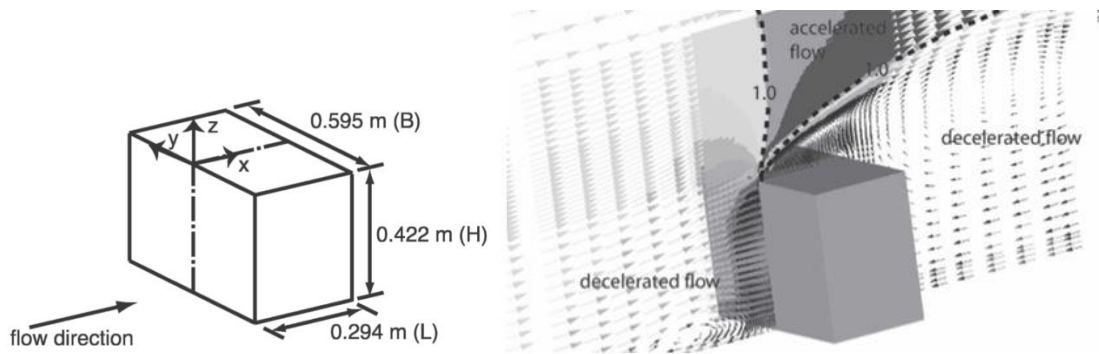 0.595 m (B)
z
y
x
0.422 m (H)
0.294 m (L)
flow direction
accelerated
flow
1.0
1.0
decelerated flow
decelerated flow